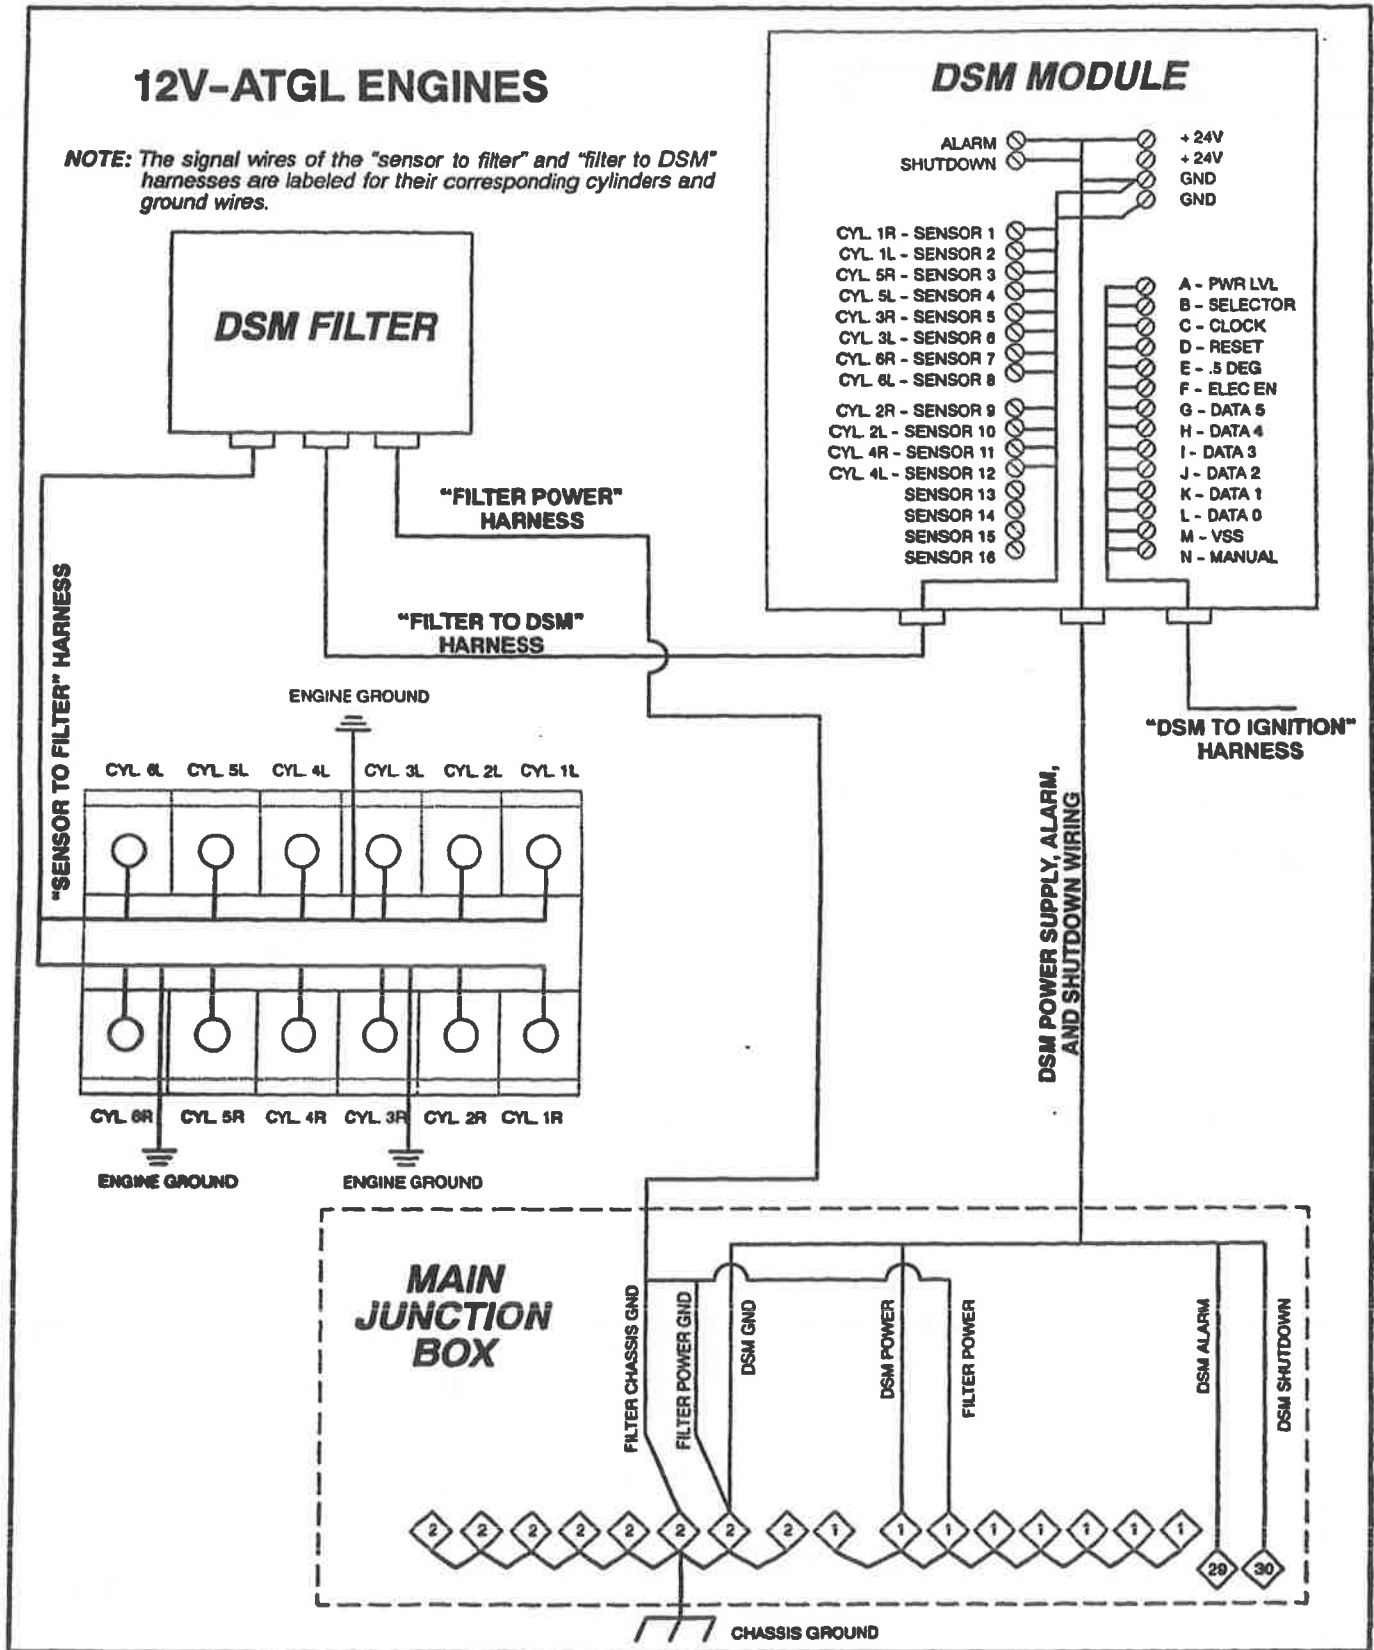 12V-ATGL ENGINES
NOTE: The signal wires of the "sensor to filter" and "filter to DSM"
harnesses are labeled for their corresponding cylinders and
ground wires.
DSM FILTER
DSM MODULE
ALARM
SHUTDOWN
+ 24V
+ 24V
GND
GND
CYL. 1R - SENSOR 1
CYL. 1L - SENSOR 2
CYL. 5R - SENSOR 3
CYL. 5L - SENSOR 4
CYL. 3R - SENSOR 5
CYL. 3L - SENSOR 6
CYL. 6R - SENSOR 7
CYL. 6L - SENSOR 8
CYL. 2R - SENSOR 9
CYL. 2L - SENSOR 10
CYL. 4R - SENSOR 11
CYL. 4L - SENSOR 12
SENSOR 13
SENSOR 14
SENSOR 15
SENSOR 16
A - PWR LVL
B - SELECTOR
C - CLOCK
D - RESET
E - .5 DEG
F - ELEC EN
G - DATA 5
H - DATA 4
I - DATA 3
J - DATA 2
K - DATA 1
L - DATA 0
M - VSS
N - MANUAL
"FILTER POWER"
HARNESS
"FILTER TO DSM"
HARNESS
"SENSOR TO FILTER" HARNESS
"DSM TO IGNITION"
HARNESS
ENGINE GROUND
CYL. 6L CYL. 5L CYL. 4L CYL. 3L CYL. 2L CYL. 1L
CYL. 6R CYL. 5R CYL. 4R CYL. 3R CYL. 2R CYL. 1R
ENGINE GROUND
ENGINE GROUND
DSM POWER SUPPLY, ALARM,
AND SHUTDOWN WIRING
MAIN
JUNCTION
BOX
FILTER CHASSIS GND
FILTER POWER GND
DSM GND
DSM POWER
FILTER POWER
DSM ALARM
DSM SHUTDOWN
2 2 2 2 2 2 2 2 1 1 1 1 1 1 1 1
29 30
CHASSIS GROUND